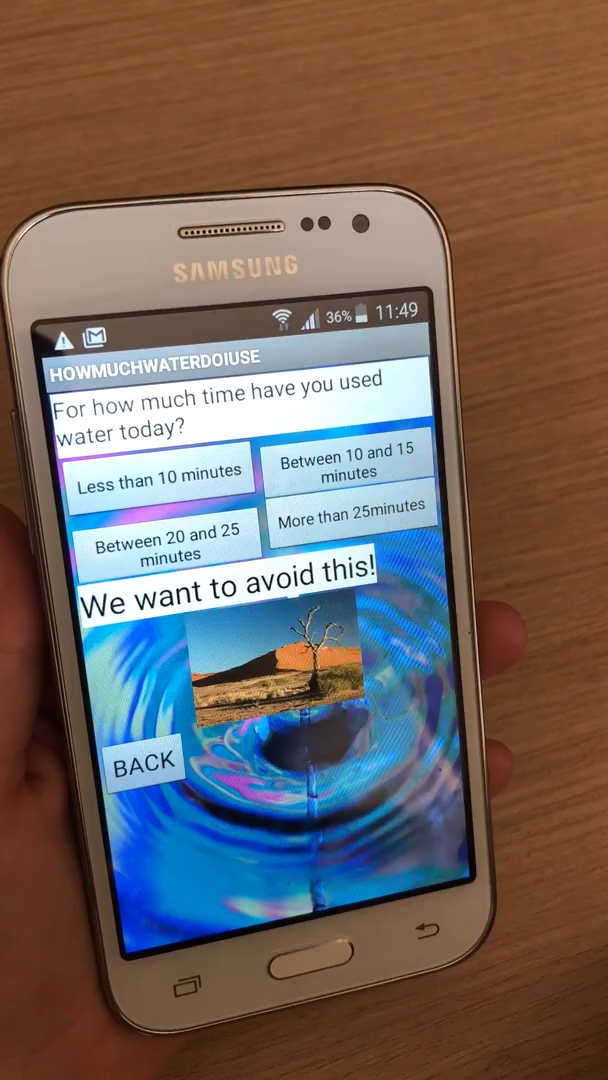 SAMSUNG
36% 11:49
HOWMUCHWATERDOIUSE
For how much time have you used
water today?
Less than 10 minutes
Between 10 and 15
minutes
Between 20 and 25
minutes
More than 25minutes
We want to avoid this!
BACK